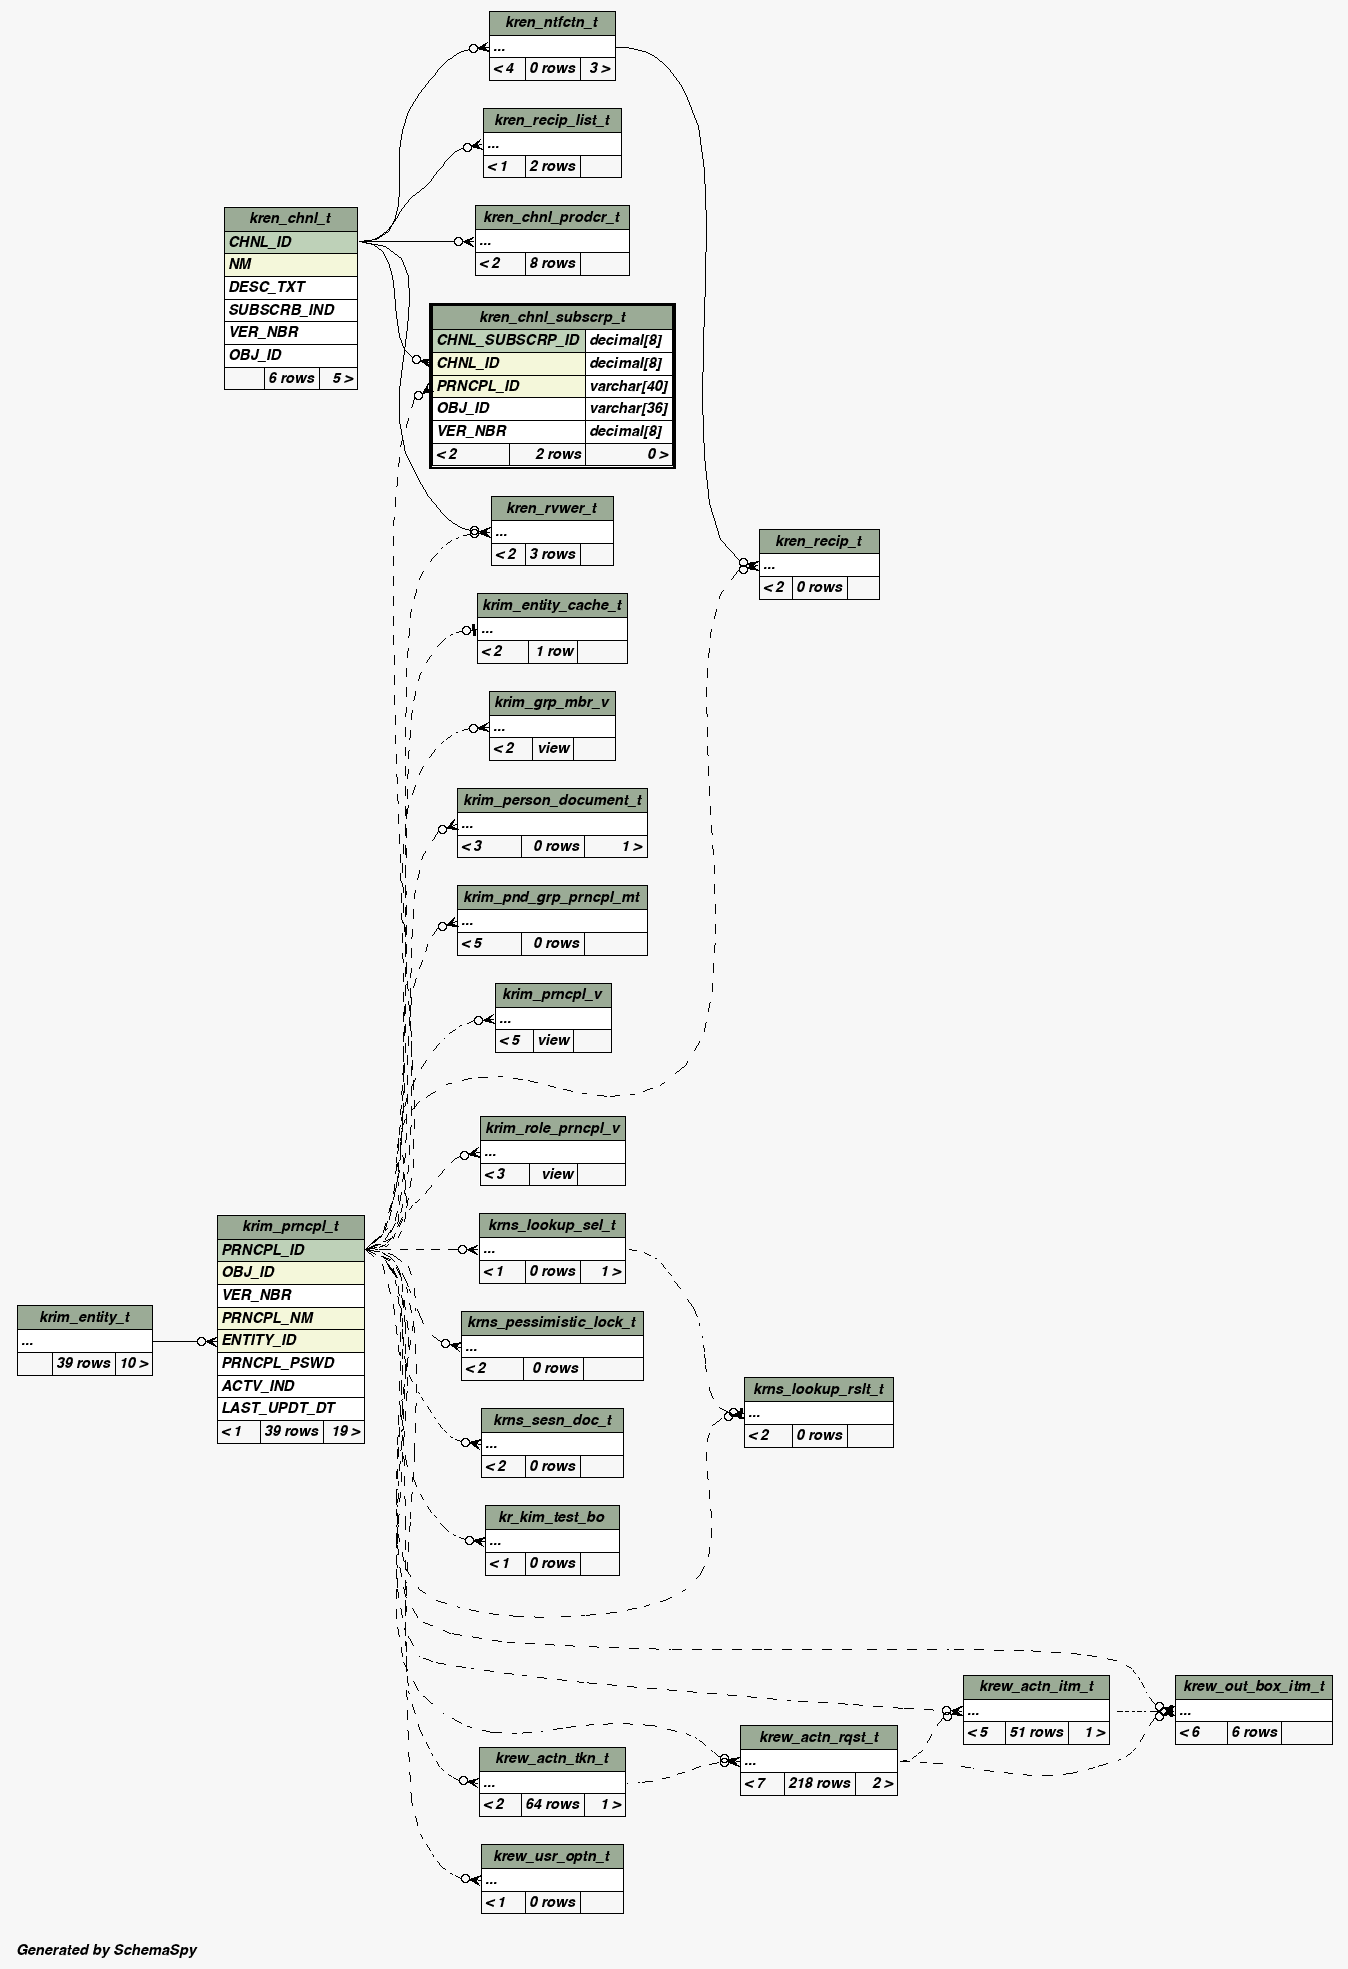 kren_ntfctn_t
...
< 4 0 rows 3 >
kren_recip_list_t
...
< 1 2 rows
kren_chnl_prodcr_t
...
< 2 8 rows
kren_chnl_t
CHNL_ID
NM
DESC_TXT
SUBSCRB_IND
VER_NBR
OBJ_ID
6 rows 5 >
kren_chnl_subscrp_t
CHNL_SUBSCRP_ID decimal[8]
CHNL_ID decimal[8]
PRNCPL_ID varchar[40]
OBJ_ID varchar[36]
VER_NBR decimal[8]
< 2 2 rows 0 >
kren_rvwer_t
...
< 2 3 rows
kren_recip_t
...
< 2 0 rows
krim_entity_cache_t
...
< 2 1 row
krim_grp_mbr_v
...
< 2 view
krim_person_document_t
...
< 3 0 rows 1 >
krim_pnd_grp_prncpl_mt
...
< 5 0 rows
krim_prncpl_v
...
< 5 view
krim_role_prncpl_v
...
< 3 view
krim_entity_t
...
39 rows 10 >
krim_prncpl_t
PRNCPL_ID
OBJ_ID
VER_NBR
PRNCPL_NM
ENTITY_ID
PRNCPL_PSWD
ACTV_IND
LAST_UPDT_DT
< 1 39 rows 19 >
krns_lookup_sel_t
...
< 1 0 rows 1 >
krns_pessimistic_lock_t
...
< 2 0 rows
krns_lookup_rslt_t
...
< 2 0 rows
krns_sesn_doc_t
...
< 2 0 rows
kr_kim_test_bo
...
< 1 0 rows
krew_actn_itm_t
...
< 5 51 rows 1 >
krew_out_box_itm_t
...
< 6 6 rows
krew_actn_rqst_t
...
< 7 218 rows 2 >
krew_actn_tkn_t
...
< 2 64 rows 1 >
krew_usr_optn_t
...
< 1 0 rows
Generated by SchemaSpy